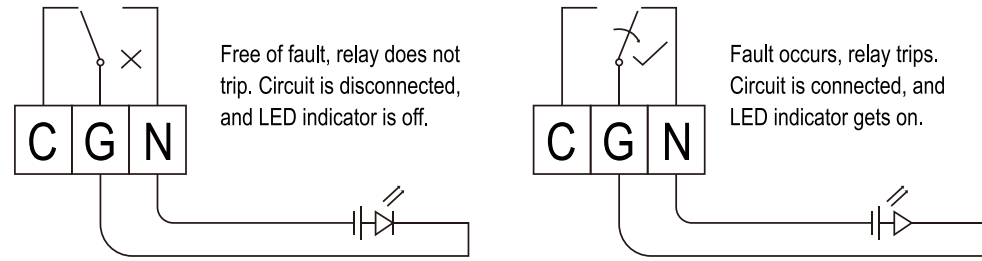 Free of fault, relay does not
trip. Circuit is disconnected,
and LED indicator is off.
C G N
Fault occurs, relay trips.
Circuit is connected, and
LED indicator gets on.
C G N